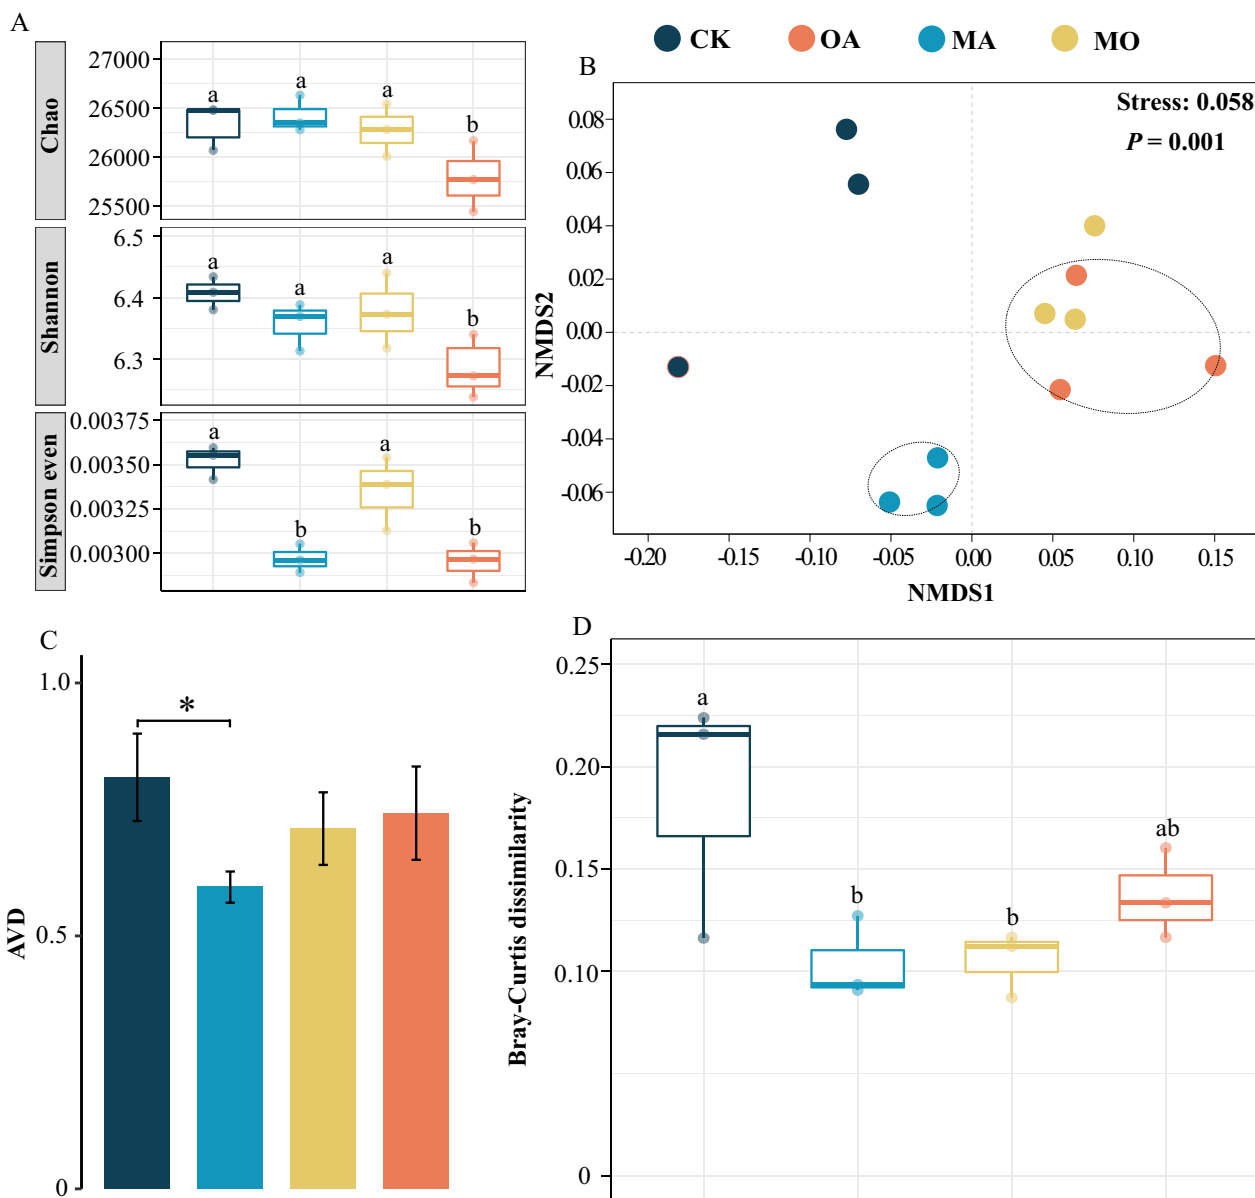 A
CK OA MA MO
Chao
27000
26500
26000
25500
a a a b
Shannon
6.5
6.4
6.3
a a a b
Simpson even
0.00375
0.00350
0.00325
0.00300
a b a b
B
Stress: 0.058
P = 0.001
NMDS2
0.08
0.06
0.04
0.02
0.00
-0.02
-0.04
-0.06
-0.20 -0.10 -0.05 0.00 0.05 0.10 0.15
NMDS1
C
AVD
1.0
0.5
0
*
D
Bray-Curtis dissimilarity
0.25
0.20
0.15
0.10
0
a b b ab